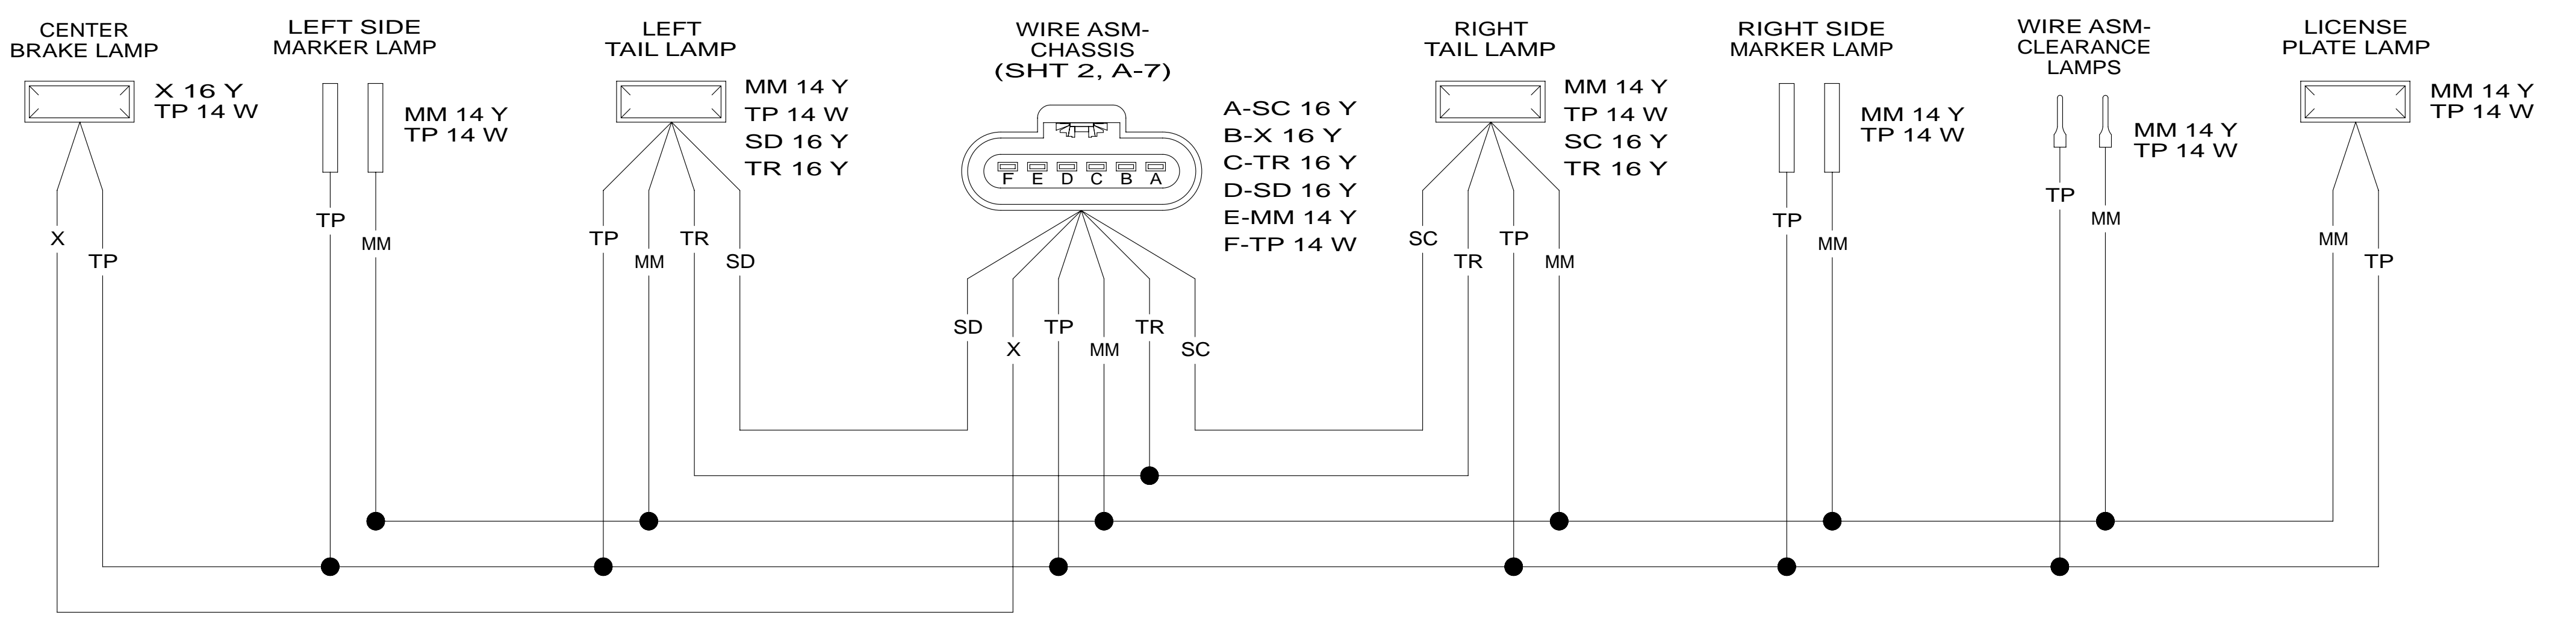 CENTER
BRAKE LAMP
X 16 Y
TP 14 W
X
TP
LEFT SIDE
MARKER LAMP
MM 14 Y
TP 14 W
TP
MM
LEFT
TAIL LAMP
MM 14 Y
TP 14 W
SD 16 Y
TR 16 Y
TP
MM
TR
SD
WIRE ASM-
CHASSIS
(SHT 2, A-7)
F E D C B A
A-SC 16 Y
B-X 16 Y
C-TR 16 Y
D-SD 16 Y
E-MM 14 Y
F-TP 14 W
SD
X
TP
MM
TR
SC
RIGHT
TAIL LAMP
MM 14 Y
TP 14 W
SC 16 Y
TR 16 Y
SC
TR
TP
MM
RIGHT SIDE
MARKER LAMP
MM 14 Y
TP 14 W
TP
MM
WIRE ASM-
CLEARANCE
LAMPS
MM 14 Y
TP 14 W
TP
MM
LICENSE
PLATE LAMP
MM 14 Y
TP 14 W
MM
TP